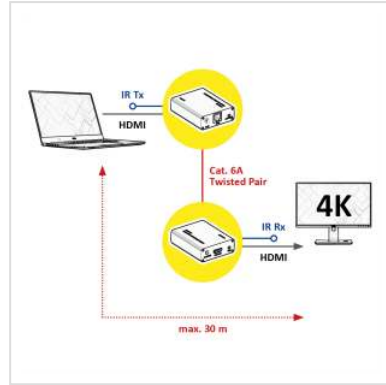 IR Tx
HDMI
Cat. 6A
Twisted Pair
4K
IR Rx
HDMI
max. 30 m